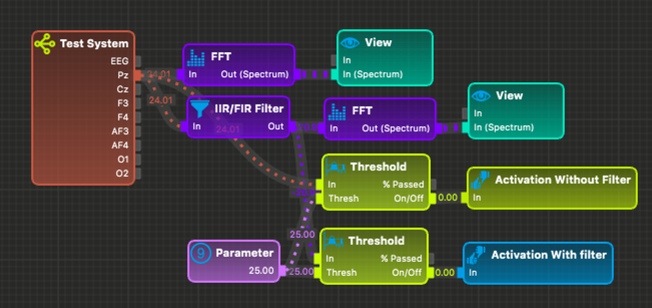 Test System
EEG
Pz
Cz
F3
F4
AF3
AF4
O1
O2
24.01
24.01
24.01
FFT
In Out (Spectrum)
View
In
In (Spectrum)
IIR/FIR Filter
In Out
FFT
In Out (Spectrum)
View
In
In (Spectrum)
Threshold
In % Passed
Thresh On/Off
0.00
Activation Without Filter
In
25.00
Parameter
25.00
25.00
Threshold
In % Passed
Thresh On/Off
0.00
Activation With filter
In